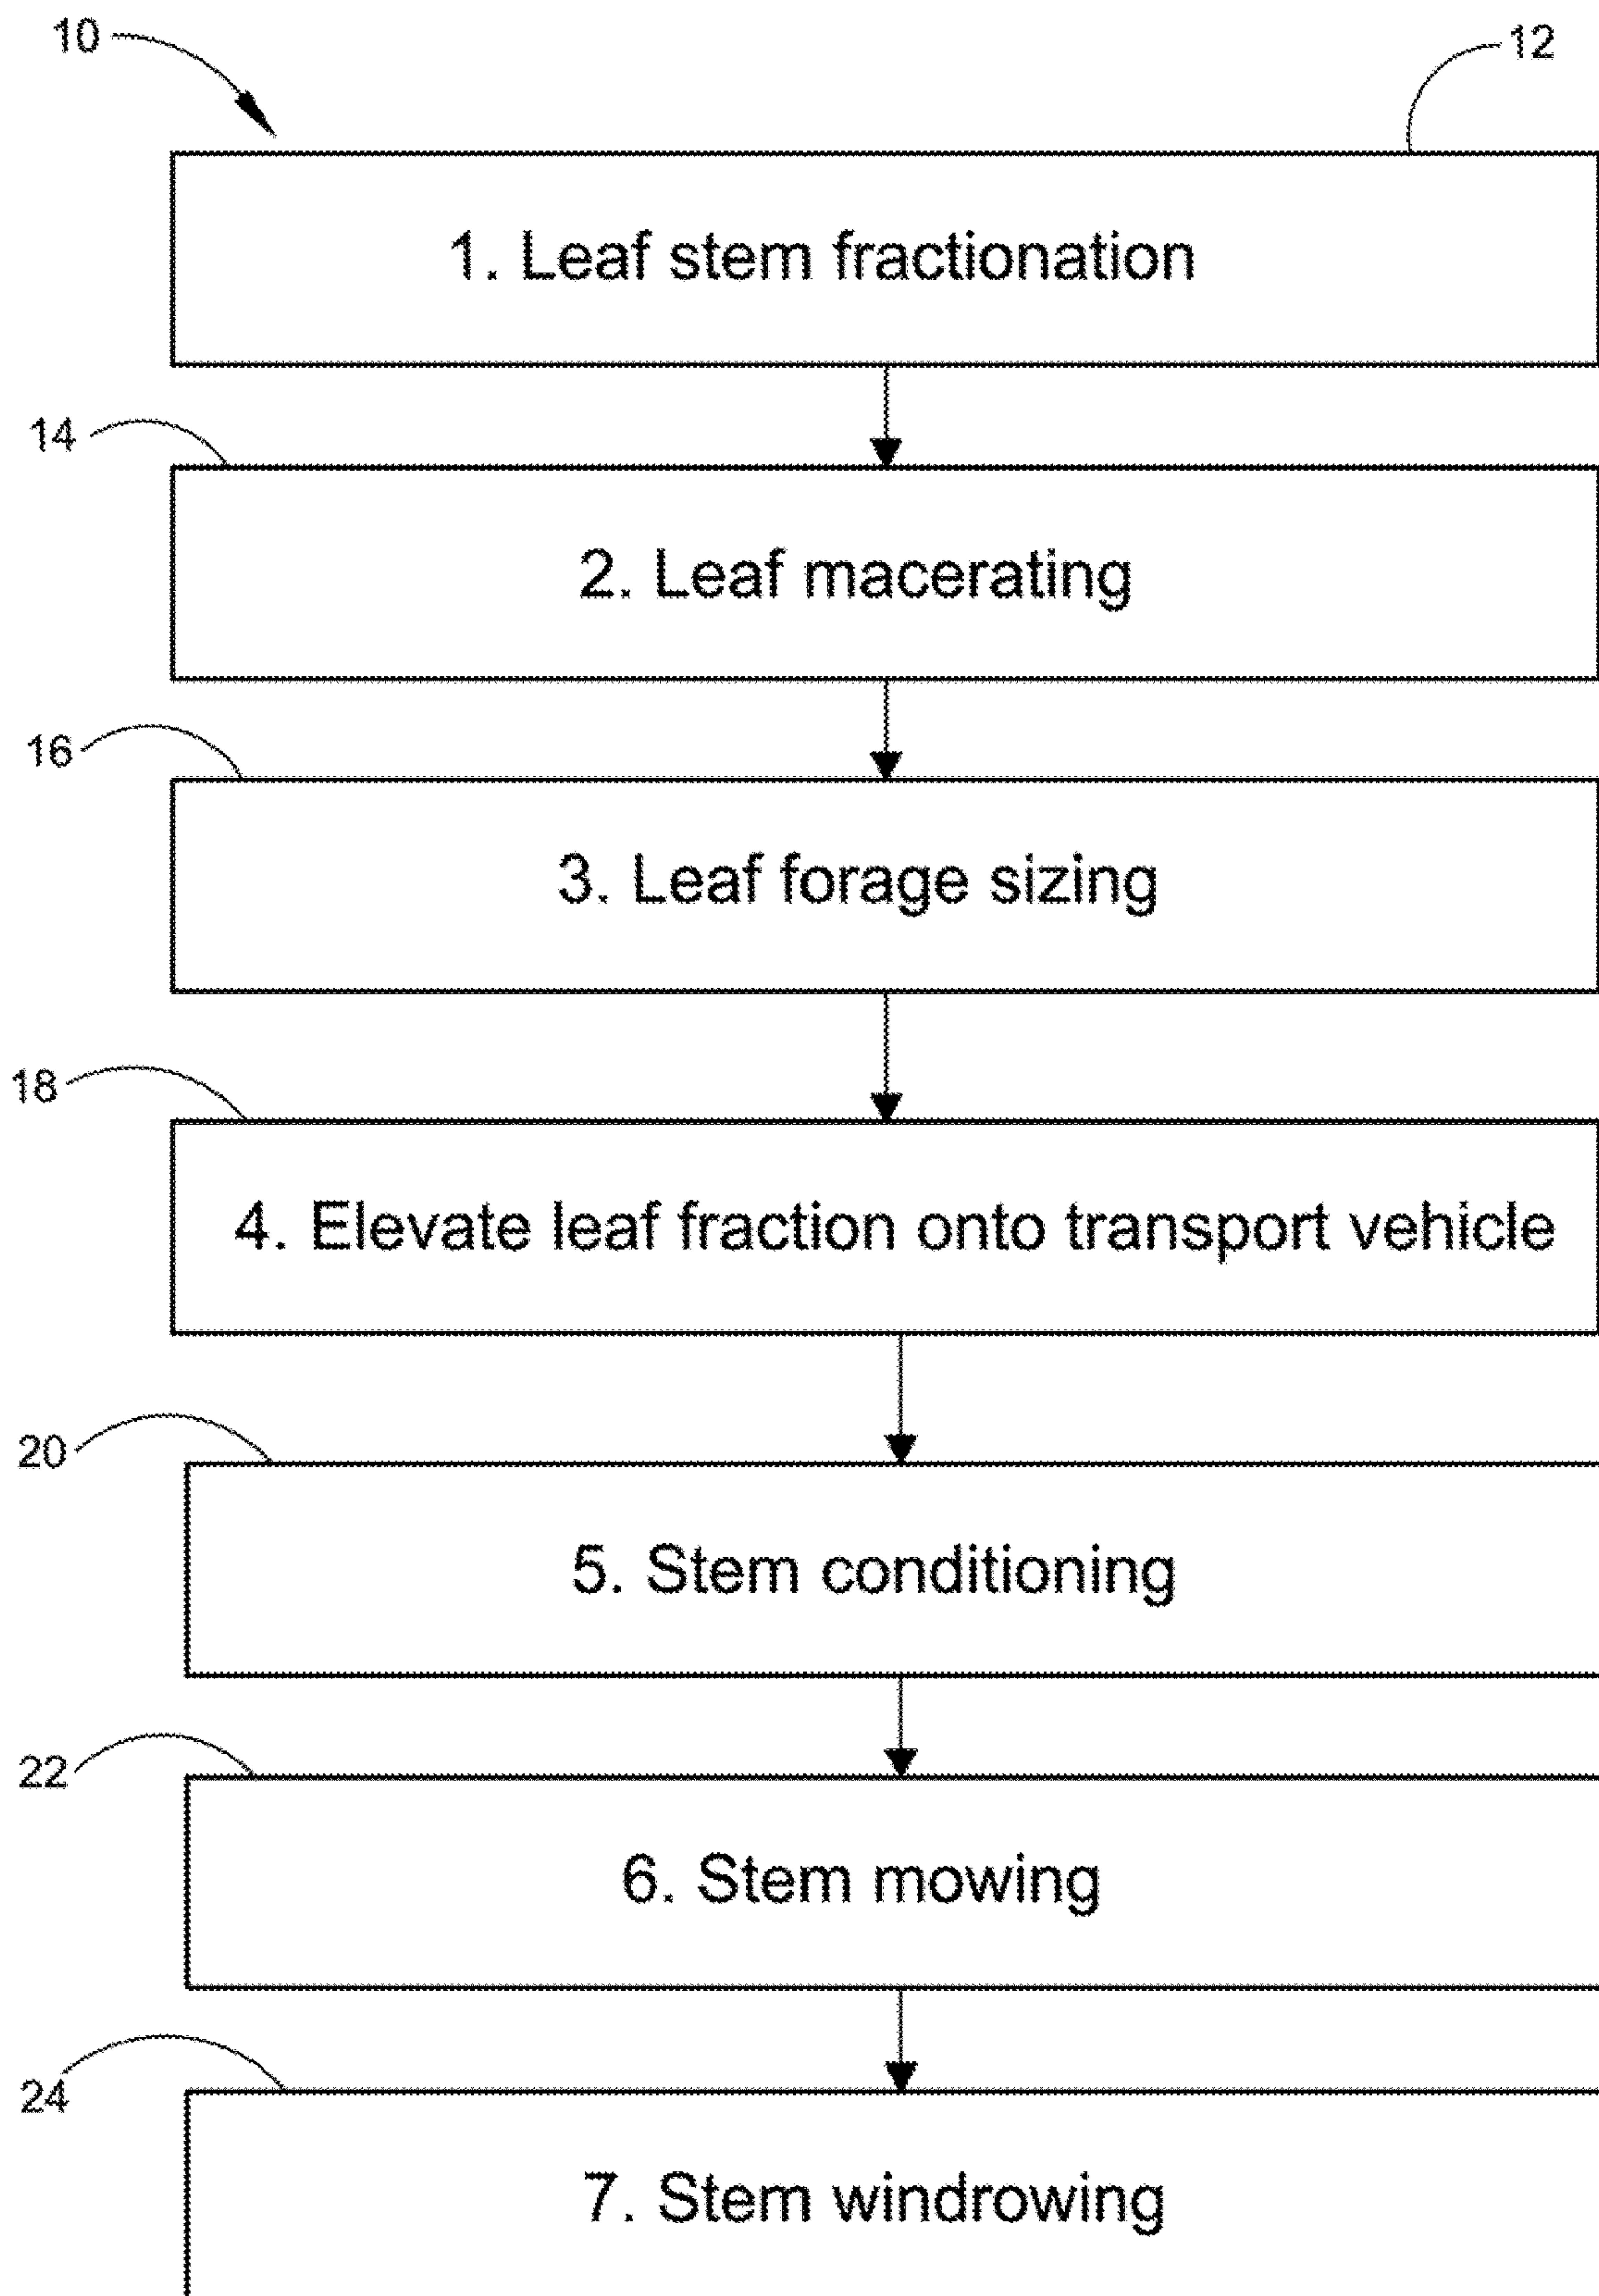 10
12
1. Leaf stem fractionation
14
2. Leaf macerating
16
3. Leaf forage sizing
18
4. Elevate leaf fraction onto transport vehicle
20
5. Stem conditioning
22
6. Stem mowing
24
7. Stem windrowing